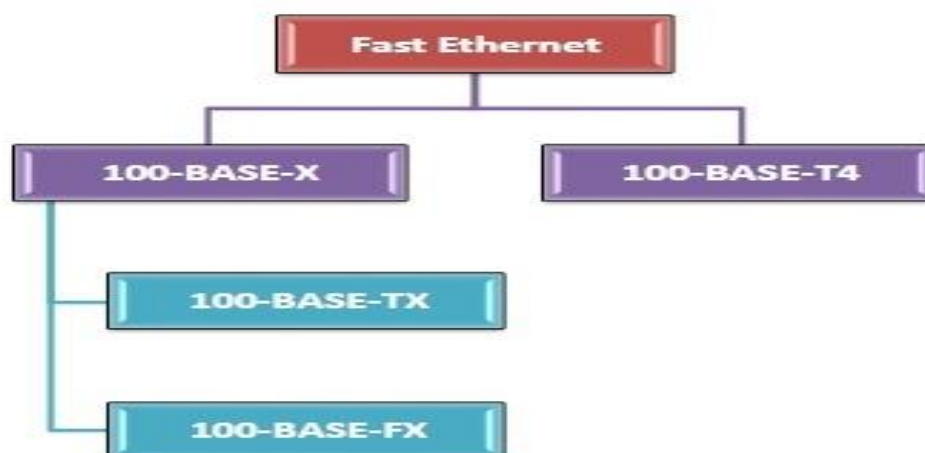 Fast Ethernet
100-BASE-X
100-BASE-T4
100-BASE-TX
100-BASE-FX